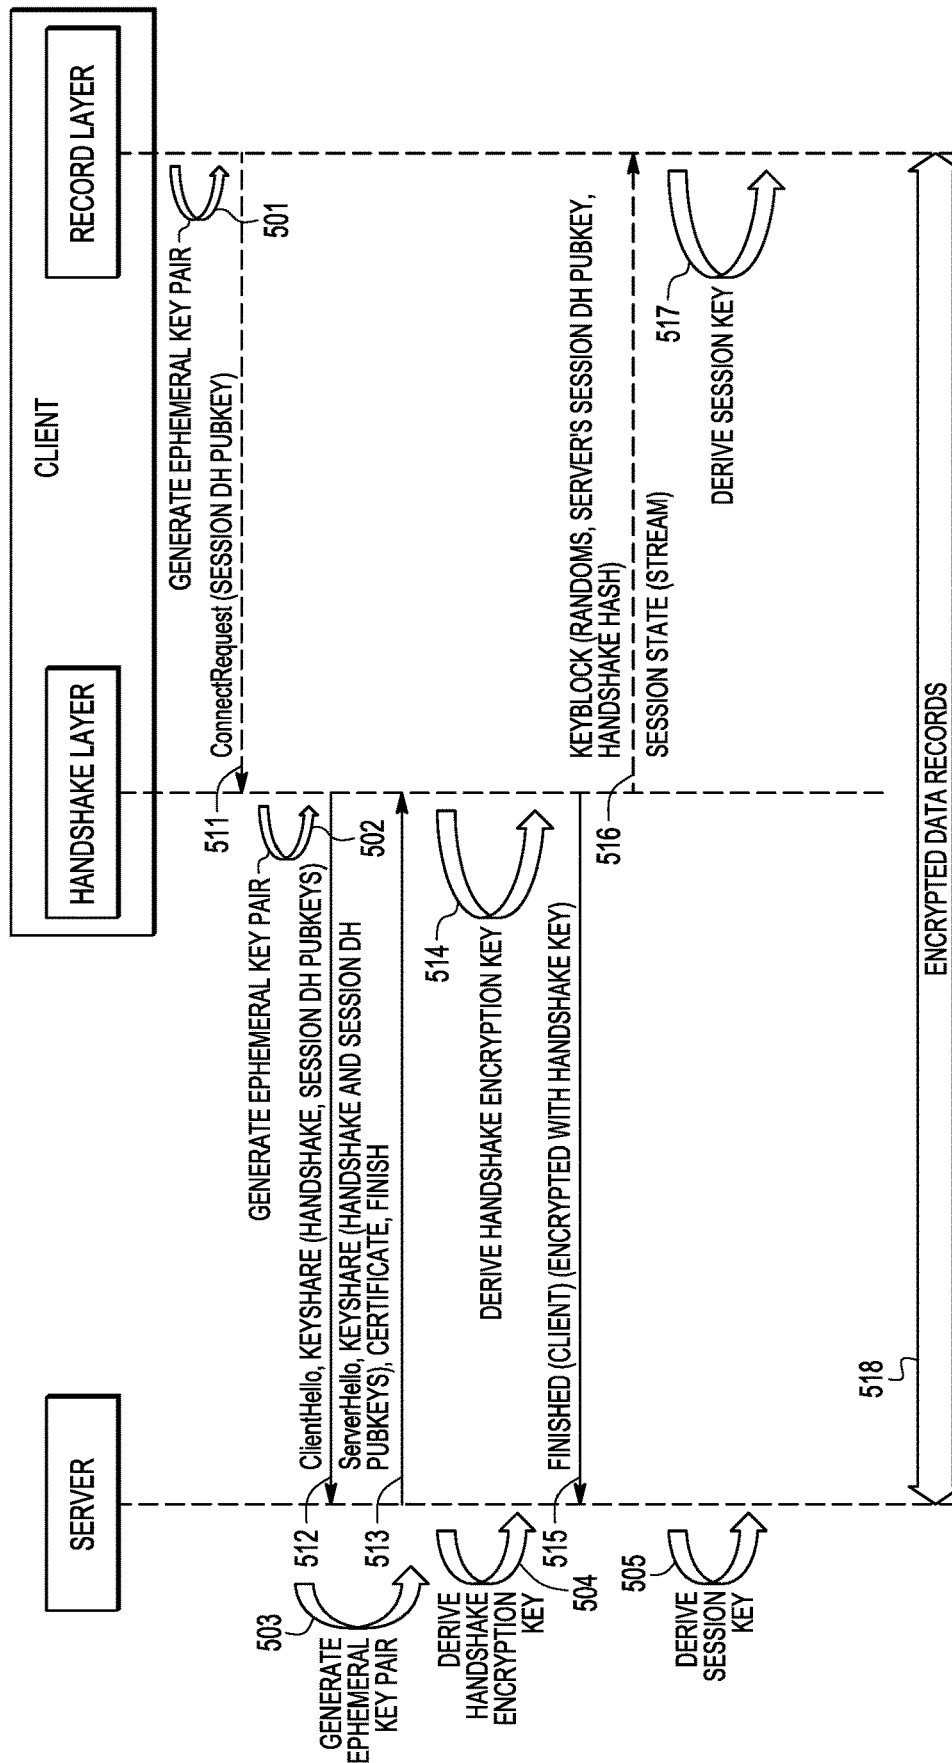 CLIENT
SERVER
HANDSHAKE LAYER
RECORD LAYER
GENERATE EPHEMERAL KEY PAIR
501
ConnectRequest (SESSION DH PUBKEY)
511
GENERATE EPHEMERAL KEY PAIR
502
ClientHello, KEYSHARE (HANDSHAKE, SESSION DH PUBKEYS)
512
503
GENERATE
EPHEMERAL
KEY PAIR
ServerHello, KEYSHARE (HANDSHAKE AND SESSION DH
PUBKEYS), CERTIFICATE, FINISH
513
514
DERIVE HANDSHAKE ENCRYPTION KEY
DERIVE
HANDSHAKE
ENCRYPTION
KEY
504
FINISHED (CLIENT) (ENCRYPTED WITH HANDSHAKE KEY)
515
KEYBLOCK (RANDOMS, SERVER'S SESSION DH PUBKEY,
HANDSHAKE HASH)
516
SESSION STATE (STREAM)
517
DERIVE SESSION KEY
505
DERIVE
SESSION
KEY
518
ENCRYPTED DATA RECORDS